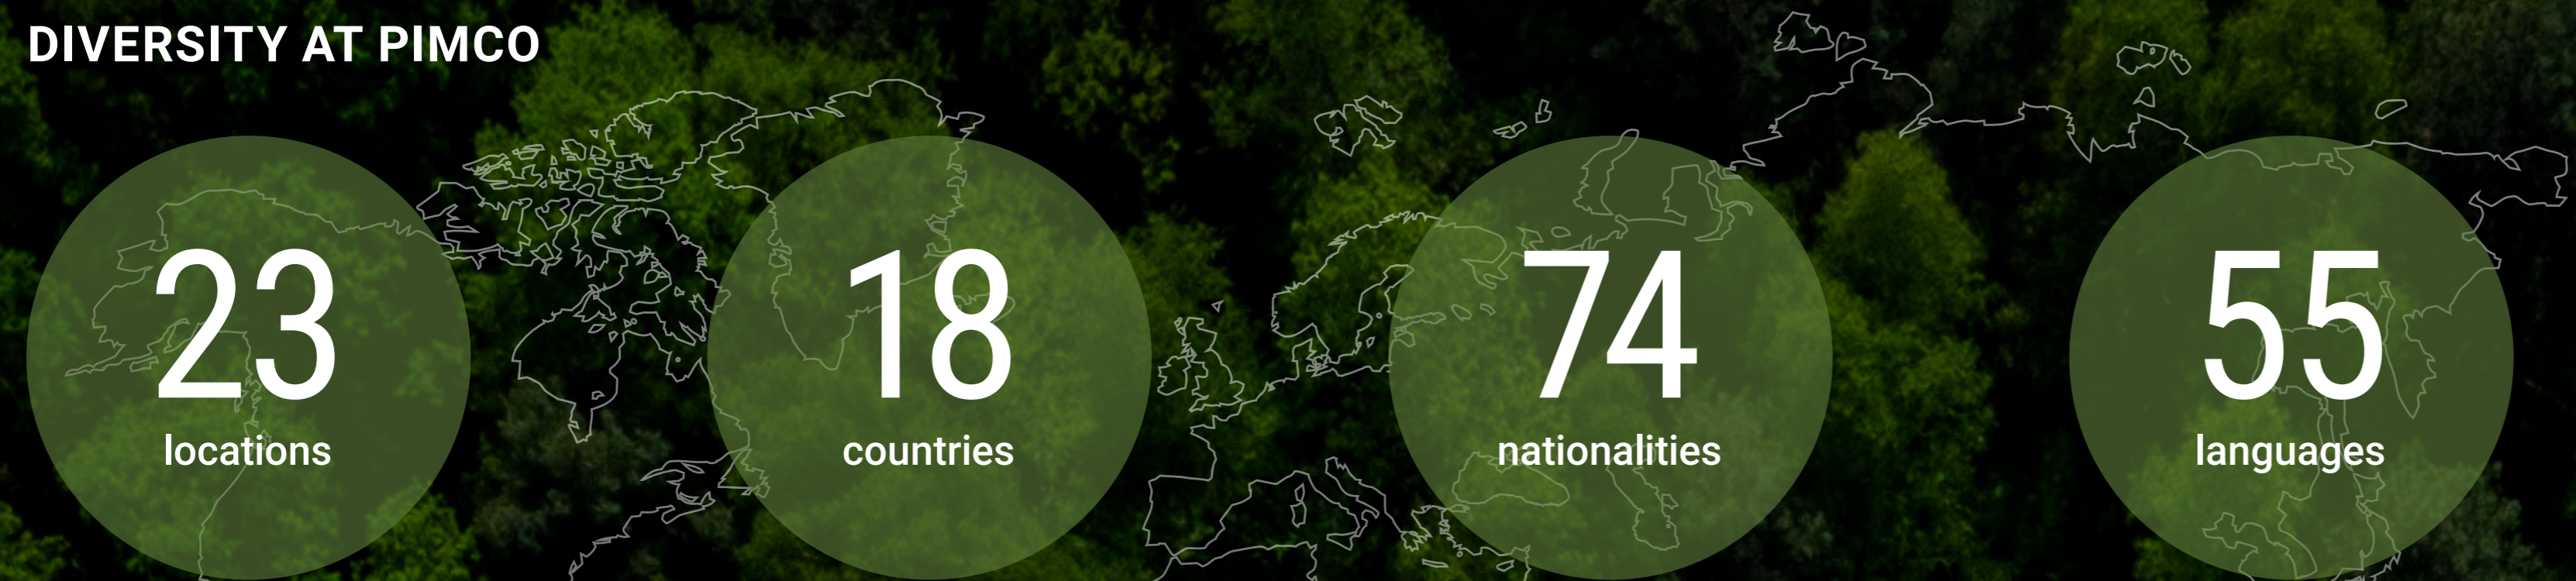 DIVERSITY AT PIMCO
23
locations
18
countries
74
nationalities
55
languages